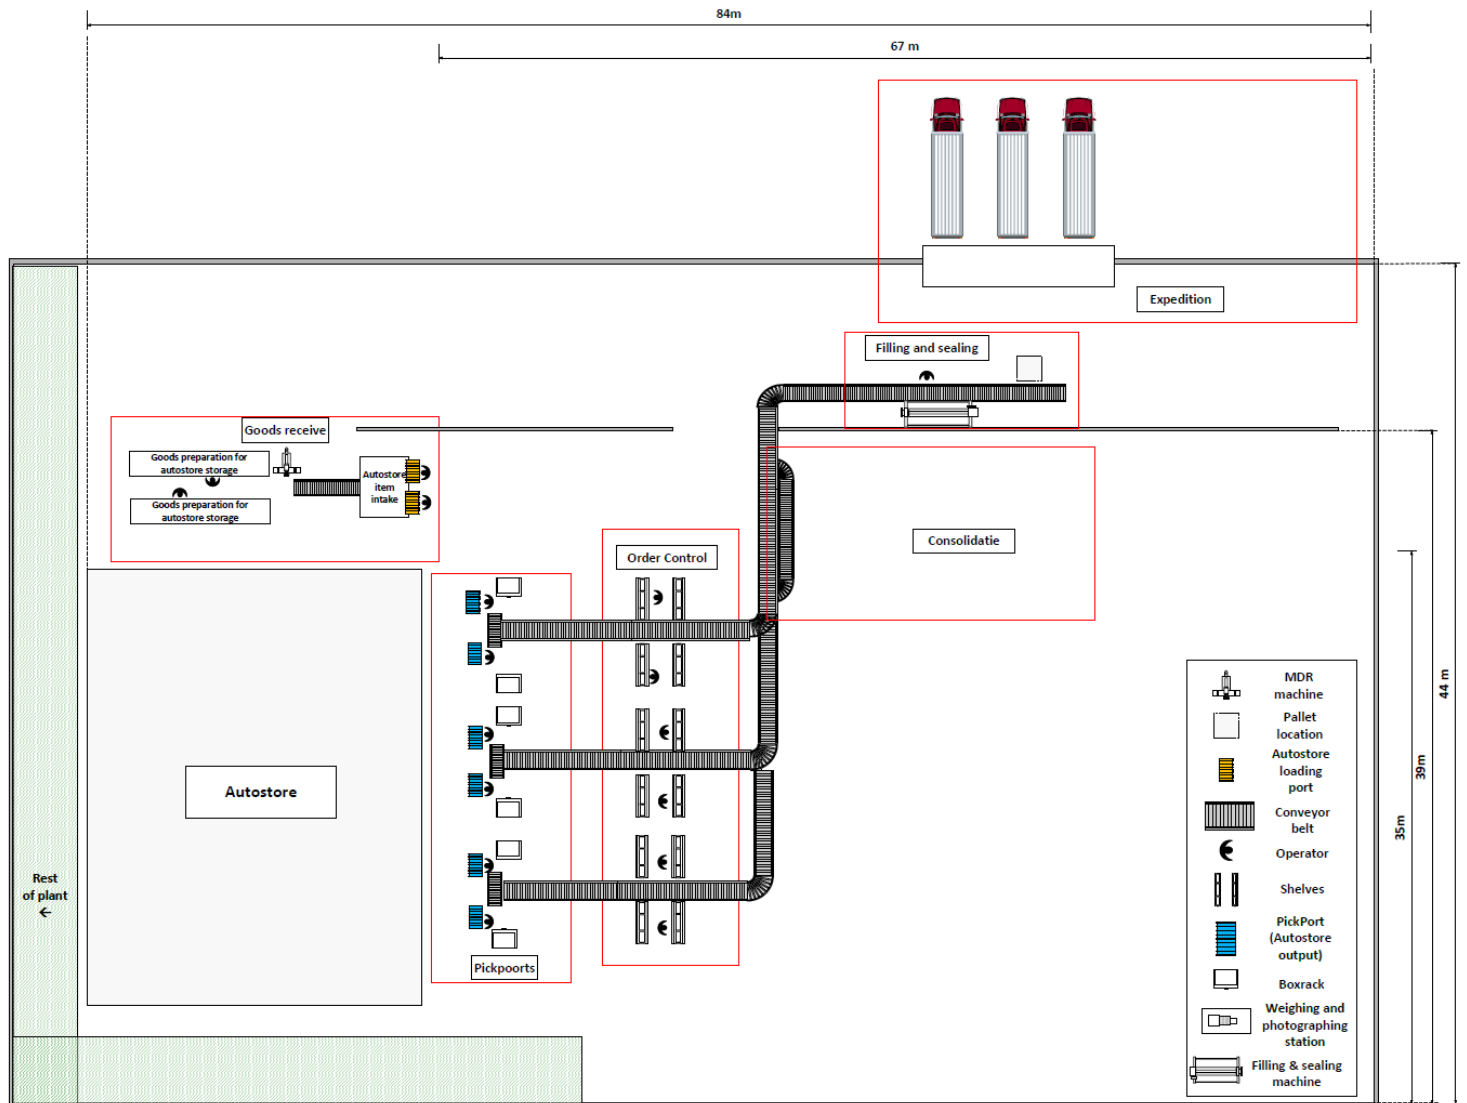 84m
67 m
Expedition
Filling and sealing
Goods receive
Goods preparation for
autostore storage
Goods preparation for
autostore storage
Autostore
item
intake
Order Control
Consolidatie
Autostore
Pickpoorts
Rest
of plant
←
44 m
39m
35m
MDR
machine
Pallet
location
Autostore
loading
port
Conveyor
belt
Operator
Shelves
PickPort
(Autostore
output)
Boxrack
Weighing and
photographing
station
Filling & sealing
machine